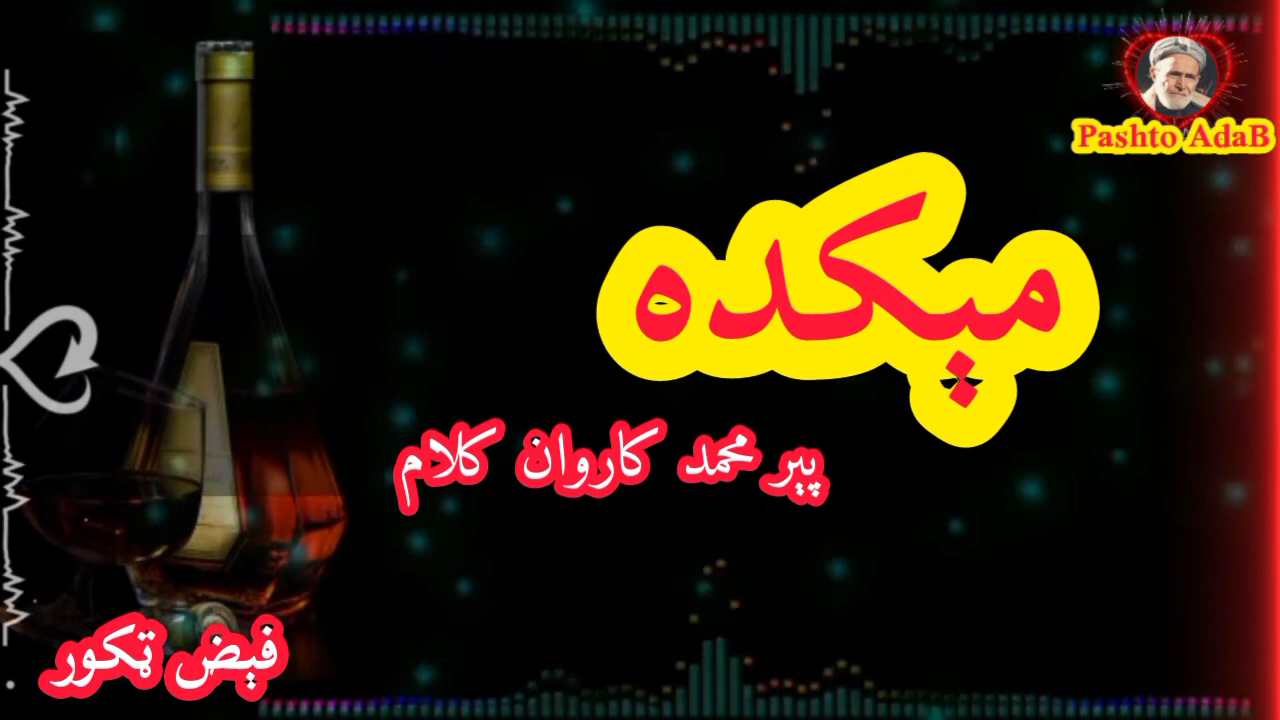 Pashto AdaB
میکده
پیر محمد کاروان کلام
فیض ټکور